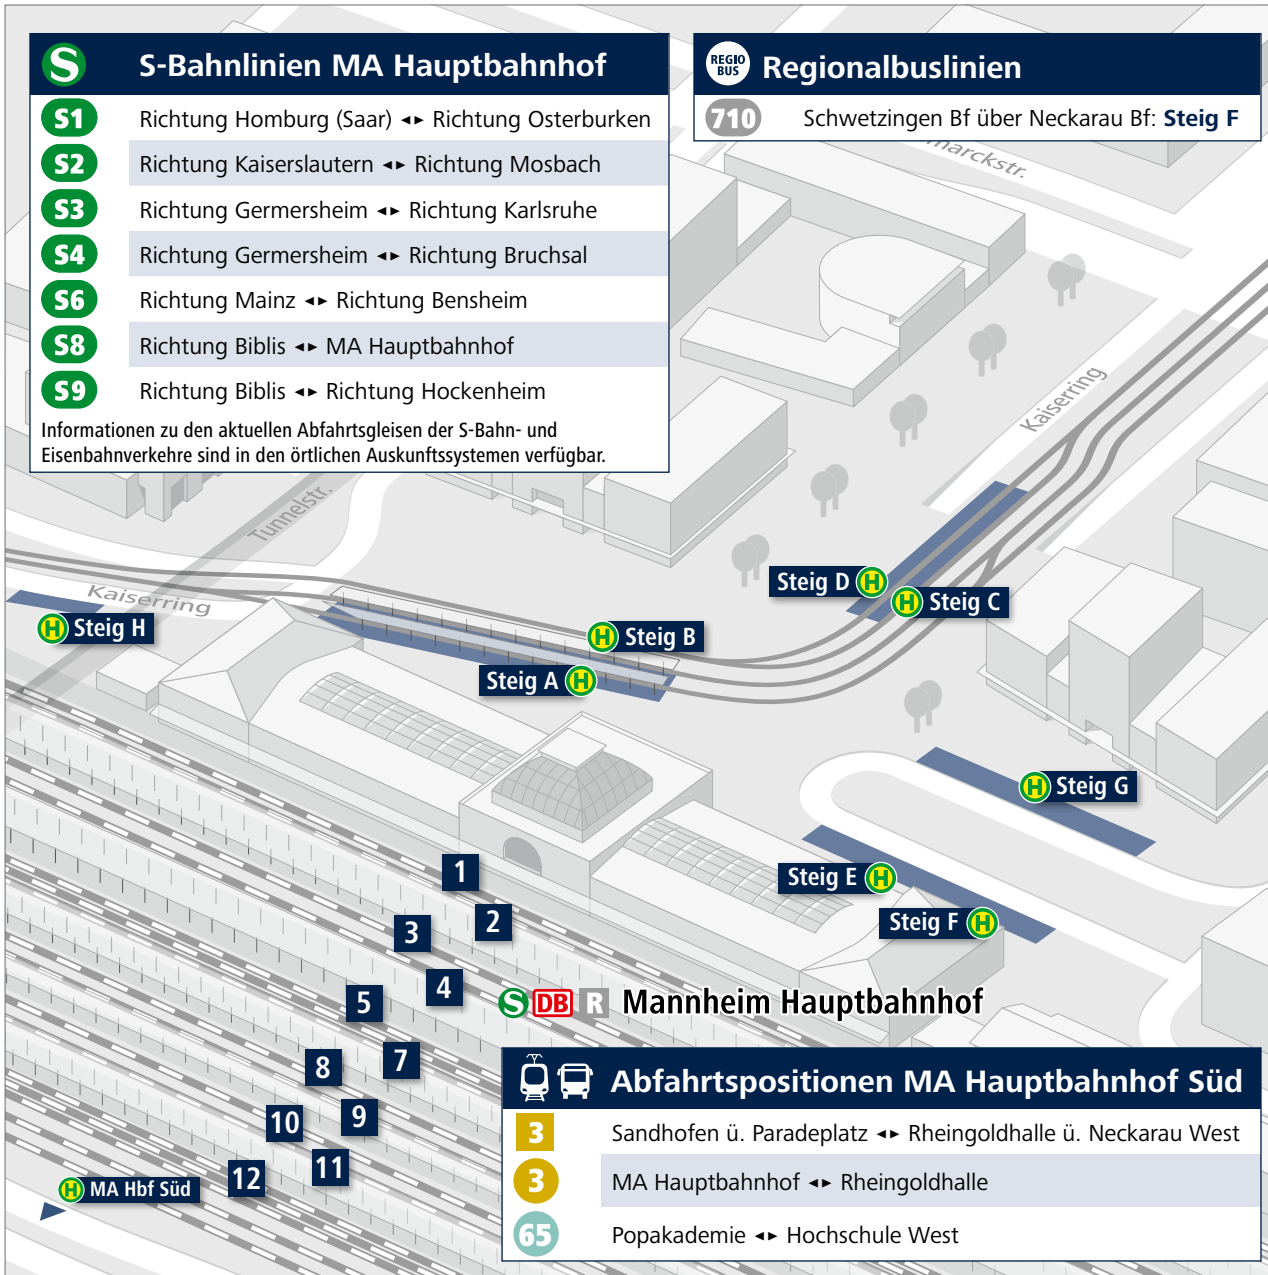 S S-Bahnlinien MA Hauptbahnhof
S1 Richtung Homburg (Saar) ◄► Richtung Osterburken
S2 Richtung Kaiserslautern ◄► Richtung Mosbach
S3 Richtung Germersheim ◄► Richtung Karlsruhe
S4 Richtung Germersheim ◄► Richtung Bruchsal
S6 Richtung Mainz ◄► Richtung Bensheim
S8 Richtung Biblis ◄► MA Hauptbahnhof
S9 Richtung Biblis ◄► Richtung Hockenheim
Informationen zu den aktuellen Abfahrtsgleisen der S-Bahn- und
Eisenbahnverkehre sind in den örtlichen Auskunftssystemen verfügbar.
REGIO
BUS
Regionalbuslinien
710 Schwetzingen Bf über Neckarau Bf: Steig F
marckstr.
Kaiserring
Tunnelstr.
Kaiserring
Steig D H
H Steig C
H Steig H
H Steig B
Steig A H
H Steig G
Steig E H
Steig F H
1
2
3
4
5
7
8
9
10
11
12
S DB R Mannheim Hauptbahnhof
H MA Hbf Süd
Abfahrtspositionen MA Hauptbahnhof Süd
3 Sandhofen ü. Paradeplatz ◄► Rheingoldhalle ü. Neckarau West
3 MA Hauptbahnhof ◄► Rheingoldhalle
65 Popakademie ◄► Hochschule West